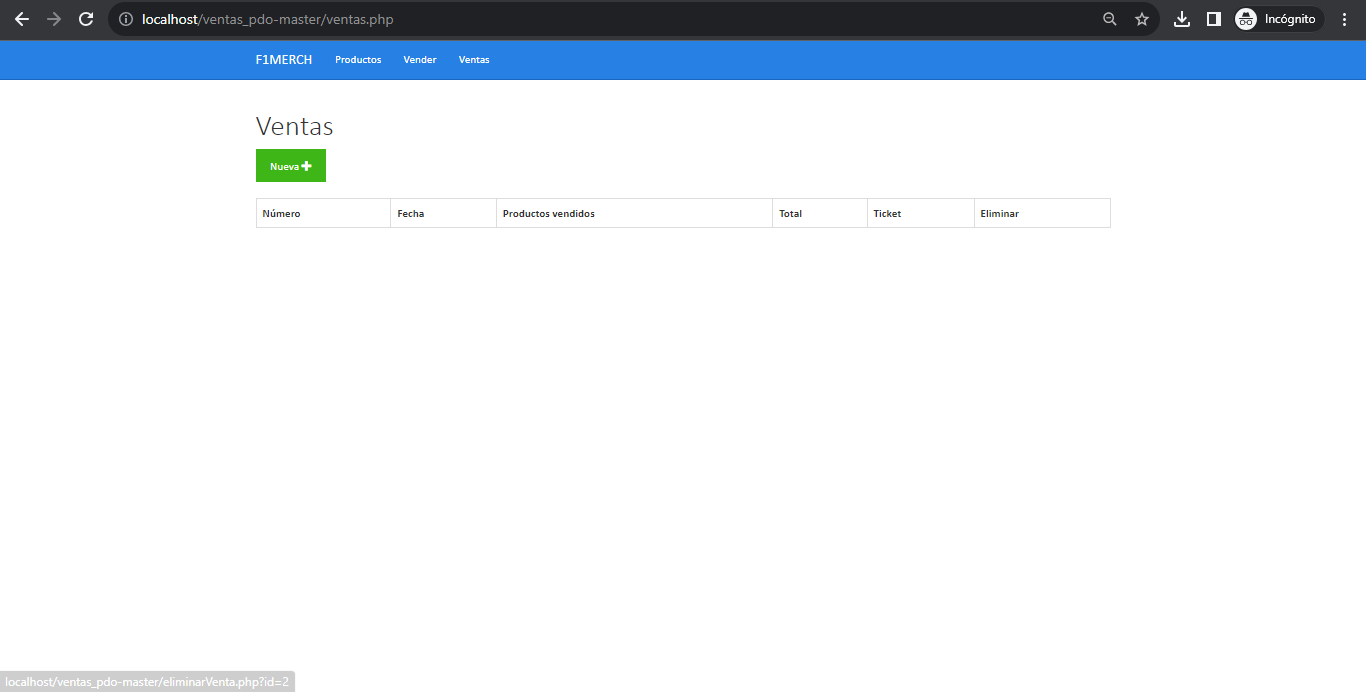 localhost/ventas_pdo-master/ventas.php
Incógnito
F1MERCH Productos Vender Ventas
Ventas
Nueva
Número Fecha Productos vendidos Total Ticket Eliminar
localhost/ventas_pdo-master/eliminarVenta.php?id=2